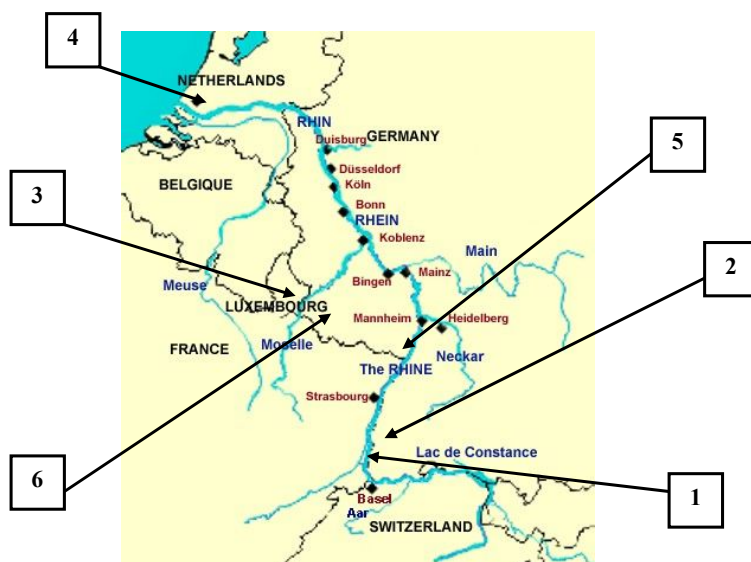 4
NETHERLANDS
RHIN
GERMANY
Duisburg
5
Düsseldorf
BELGIQUE
Köln
3
Bonn
RHEIN
Koblenz
Main
2
Meuse
Bingen
Mainz
LUXEMBOURG
Mannheim
Heidelberg
FRANCE
Moselle
Neckar
The RHINE
Strasbourg
Lac de Constance
6
1
Basel
Aar
SWITZERLAND